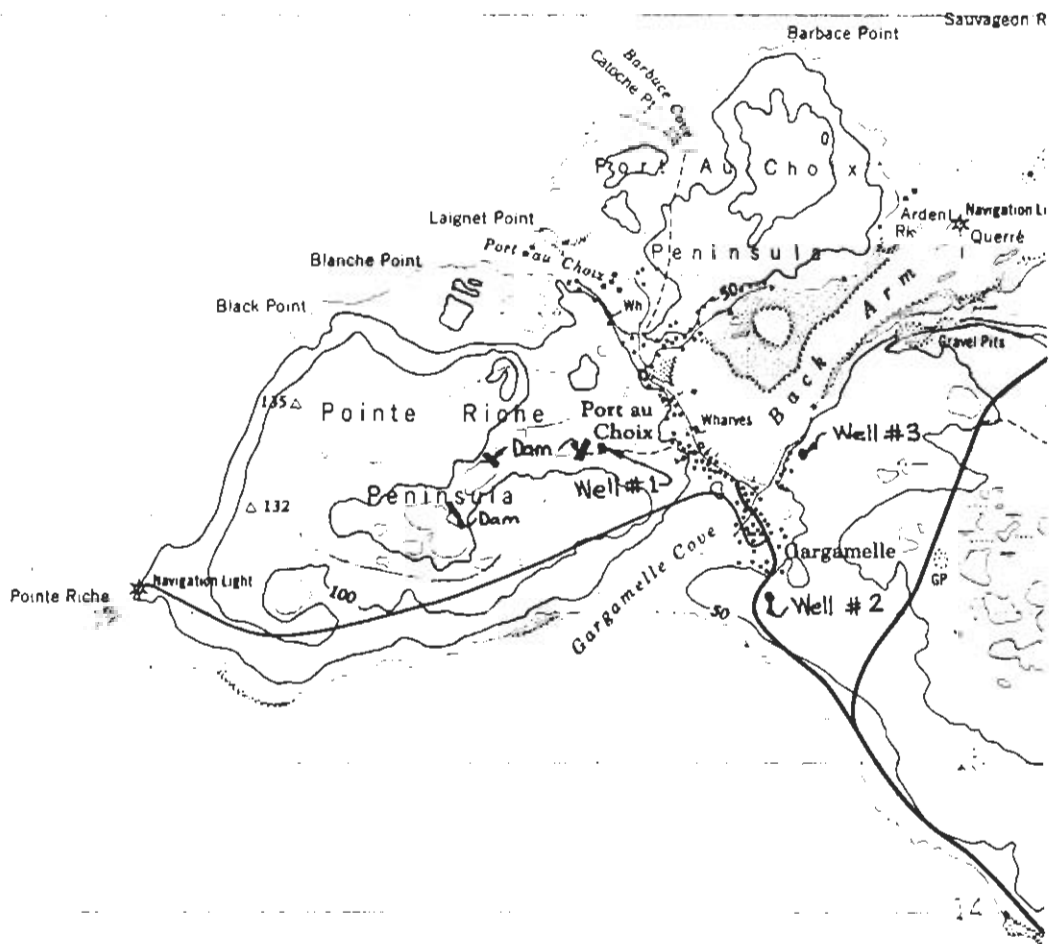 Sauvageon R
Barbace Point
Barbace Cove
Catoche Pt
Port Au Choix
Peninsula
Laignet Point
Port au Choix
Blanche Point
Black Point
Arden
Rk
Navigation Li
Querré
50
Wh
Back Arm
Gravel Pits
135
Pointe Riche
Port au
Choix
Wharves
Dam
Well #3
Well #1
Peninsula
132
Dam
Gargamelle Cove
Gargamelle
Navigation Light
Pointe Riche
100
50
Well #2
GP
14